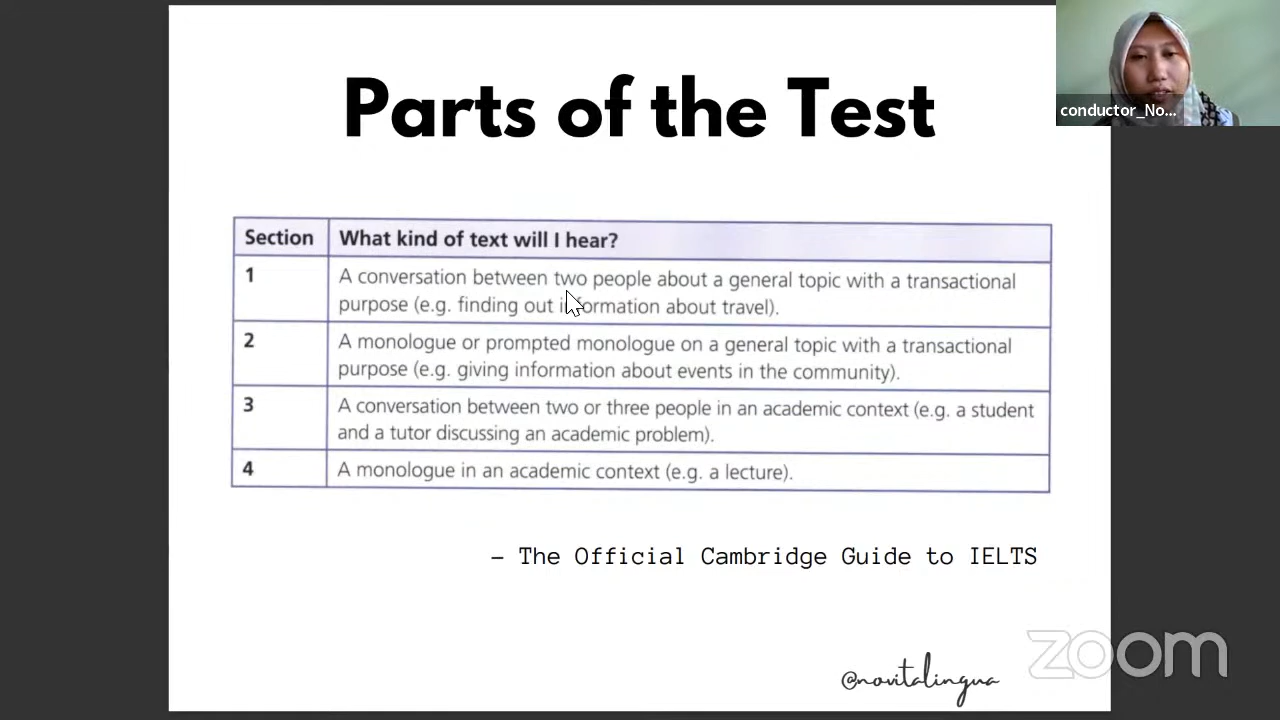 Parts of the Test
conductor_No...
Section What kind of text will I hear?
1 A conversation between two people about a general topic with a transactional
purpose (e.g. finding out information about travel).
2 A monologue or prompted monologue on a general topic with a transactional
purpose (e.g. giving information about events in the community).
3 A conversation between two or three people in an academic context (e.g. a student
and a tutor discussing an academic problem).
4 A monologue in an academic context (e.g. a lecture).
– The Official Cambridge Guide to IELTS
zoom
@novitalingua